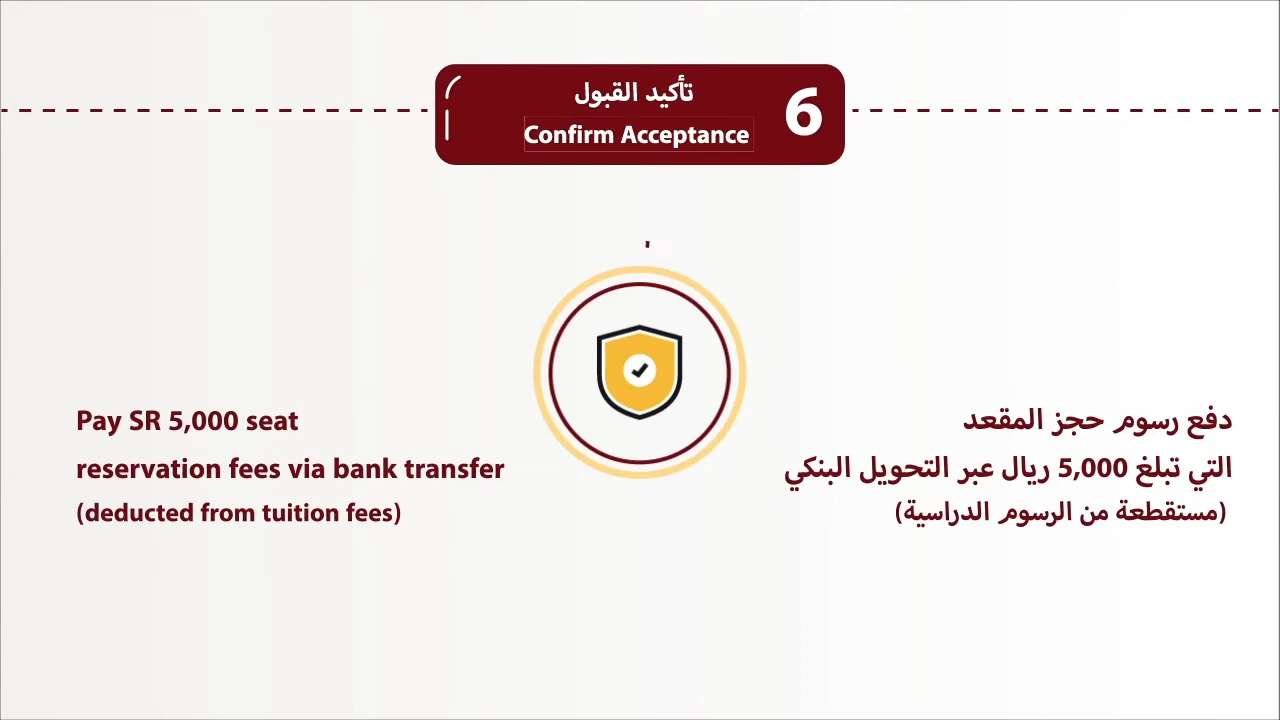 6
تأكيد القبول
Confirm Acceptance
Pay SR 5,000 seat
reservation fees via bank transfer
(deducted from tuition fees)
دفع رسوم حجز المقعد
التي تبلغ 5,000 ريال عبر التحويل البنكي
(مستقطعة من الرسوم الدراسية)